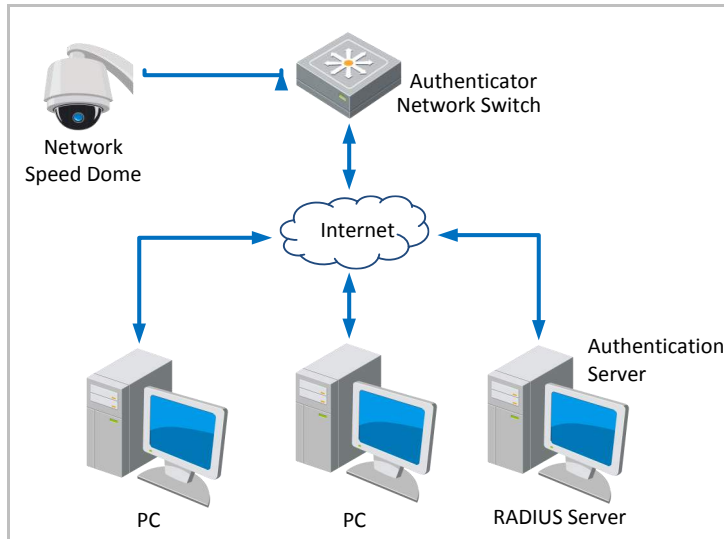 Authenticator
Network Switch
Network
Speed Dome
Internet
Authentication
Server
PC
PC
RADIUS Server